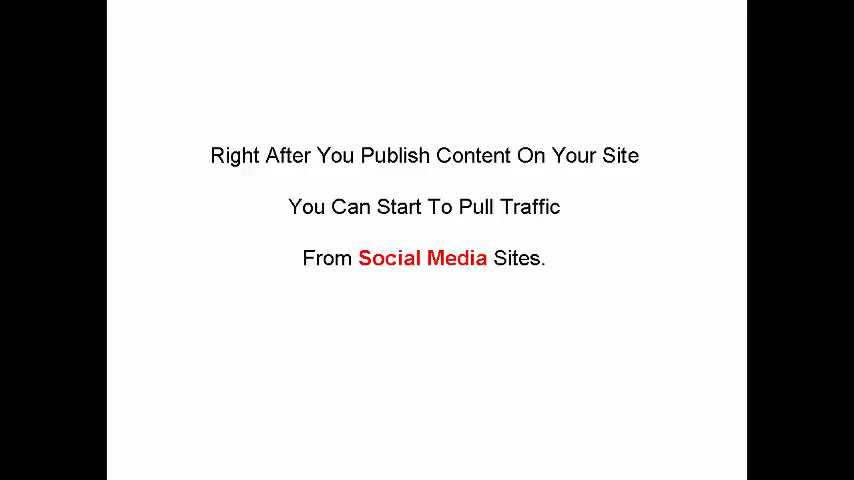 Right After You Publish Content On Your Site
You Can Start To Pull Traffic
From Social Media Sites.